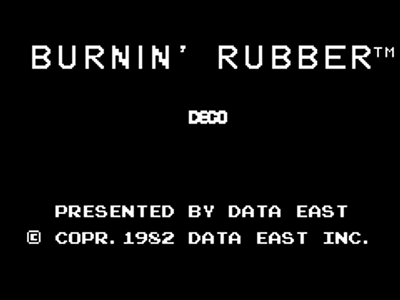 BURNIN' RUBBER™
DECO
PRESENTED BY DATA EAST
© COPR. 1982 DATA EAST INC.